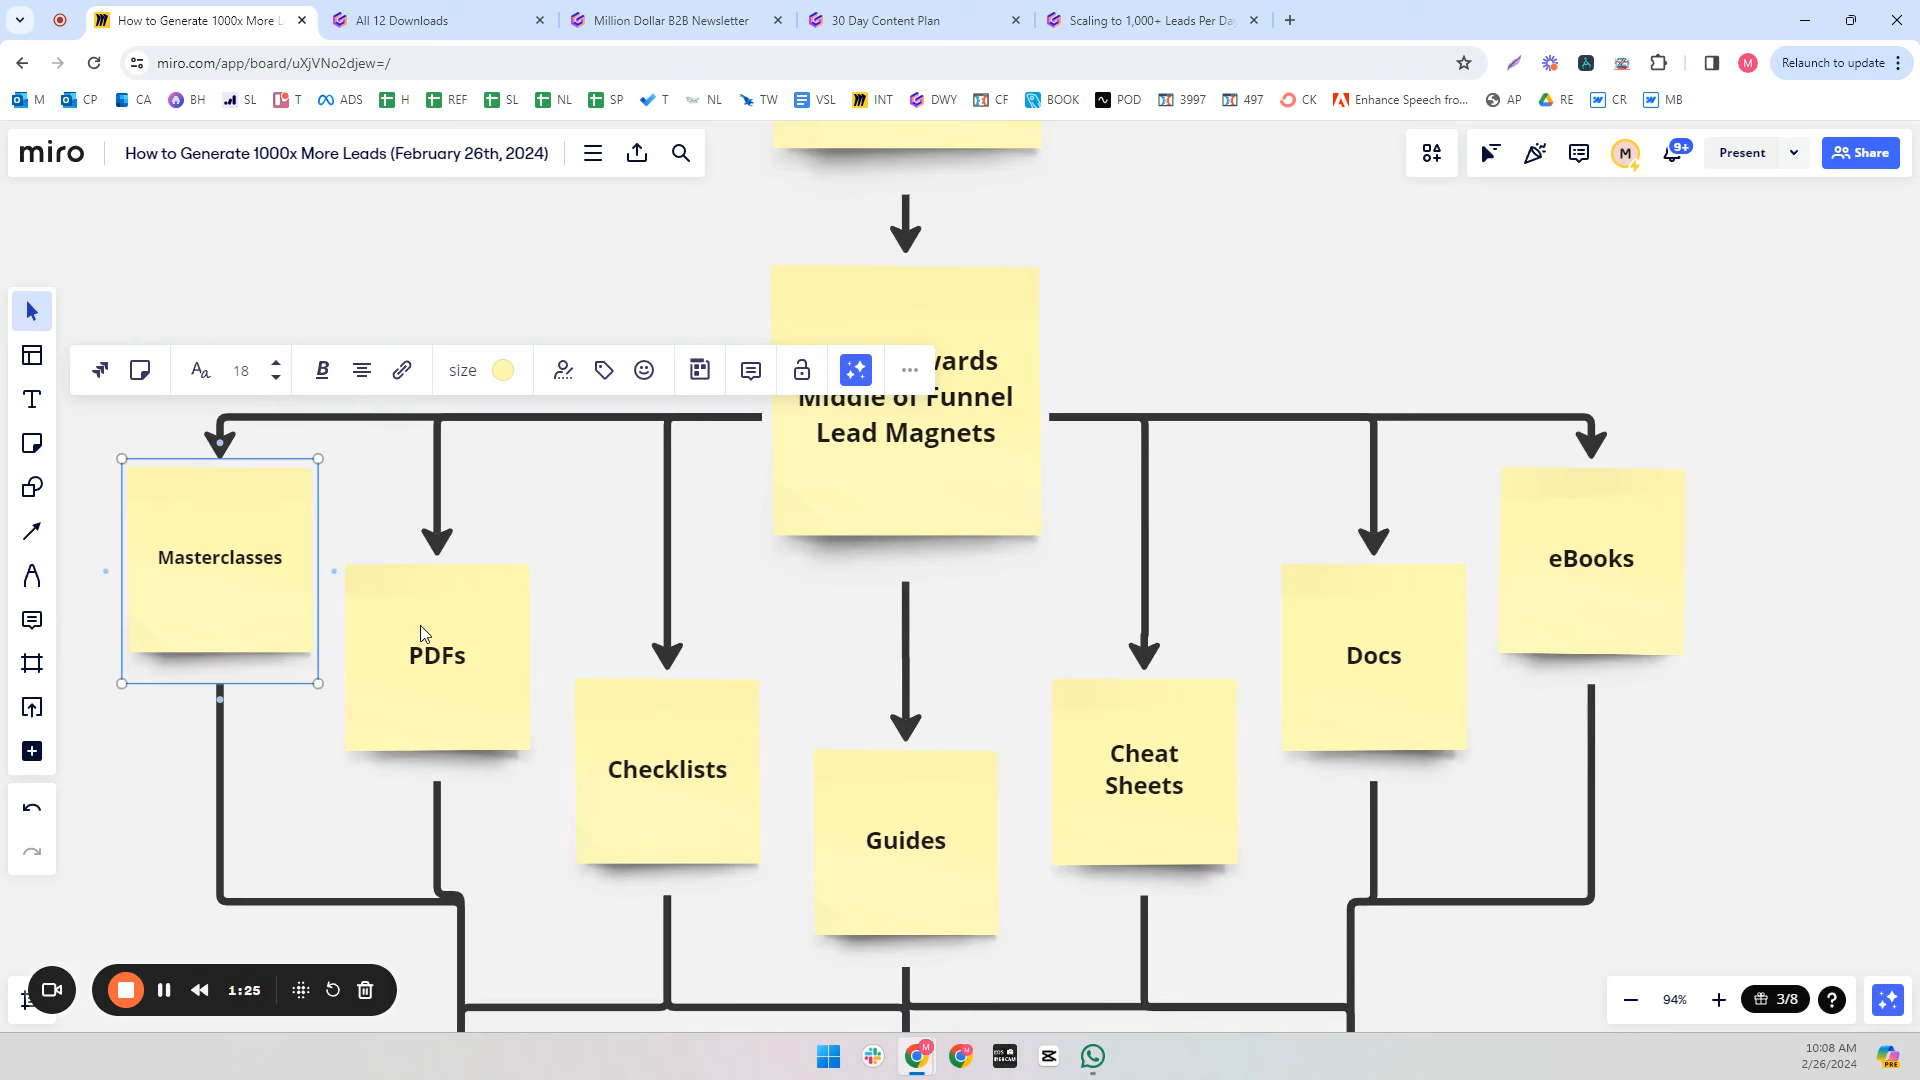 How to Generate 1000x More L
All 12 Downloads
Million Dollar B2B Newsletter
30 Day Content Plan
Scaling to 1,000+ Leads Per Da
miro.com/app/board/uXjVNo2djew=/
M
Relaunch to update
M
CP
CA
BH
SL
T
ADS
H
REF
SL
NL
SP
T
NL
TW
VSL
INT
DWY
CF
BOOK
POD
3997
497
CK
Enhance Speech fro...
AP
RE
CR
MB
miro
How to Generate 1000x More Leads (February 26th, 2024)
M
9+
Present
Share
Aa
18
B
size
wards
Middle of Funnel
Lead Magnets
Masterclasses
PDFs
Checklists
Guides
Cheat
Sheets
Docs
eBooks
1:25
94%
3/8
?
M
10:08 AM
2/26/2024
PRE